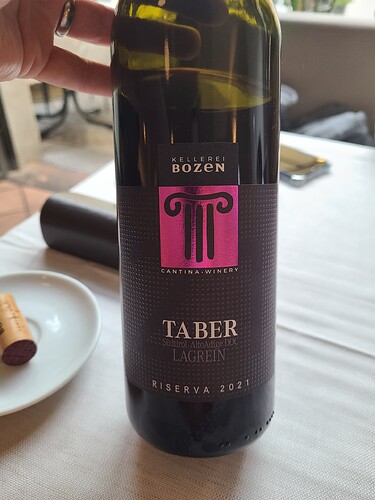 KELLEREI
BOZEN
CANTINA-WINERY
TABER
Südtirol Alto Adige DOC
LAGREIN
RISERVA 2021